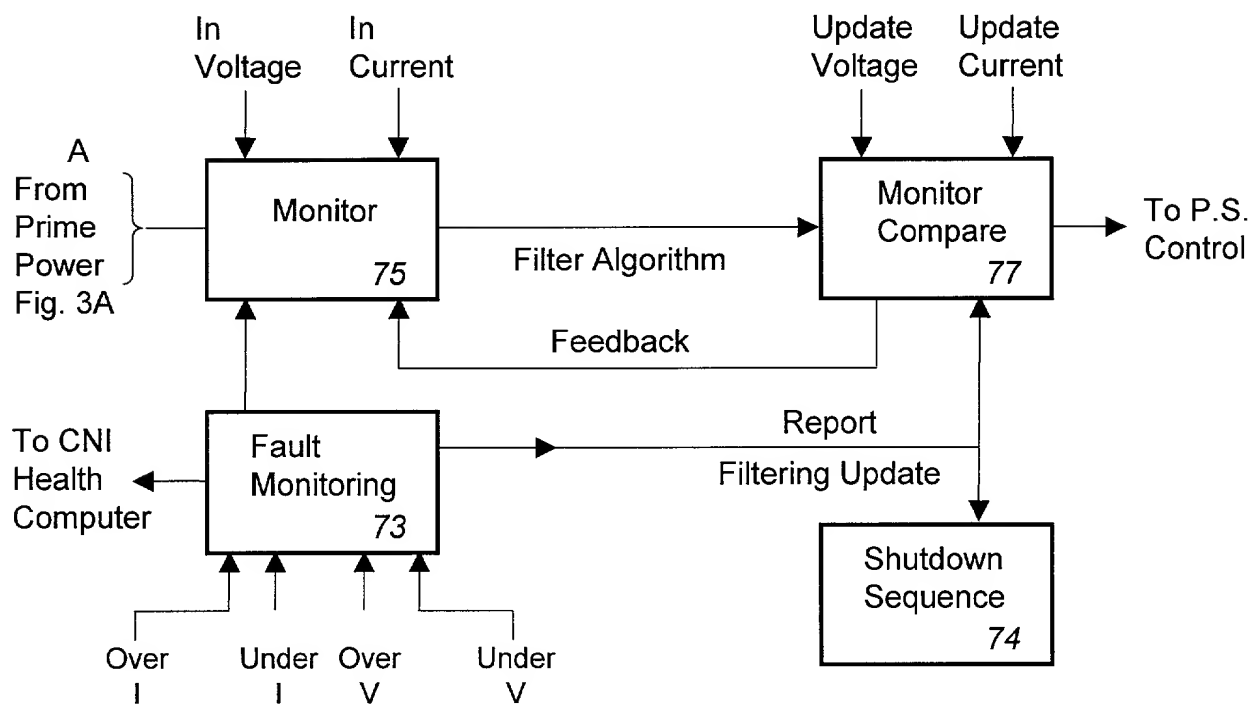 In
Voltage
In
Current
Update
Voltage
Update
Current
A
From
Prime
Power
Fig. 3A
Monitor
75
Filter Algorithm
Monitor
Compare
77
To P.S.
Control
Feedback
To CNI
Health
Computer
Fault
Monitoring
73
Report
Filtering Update
Shutdown
Sequence
74
Over
I
Under
I
Over
V
Under
V